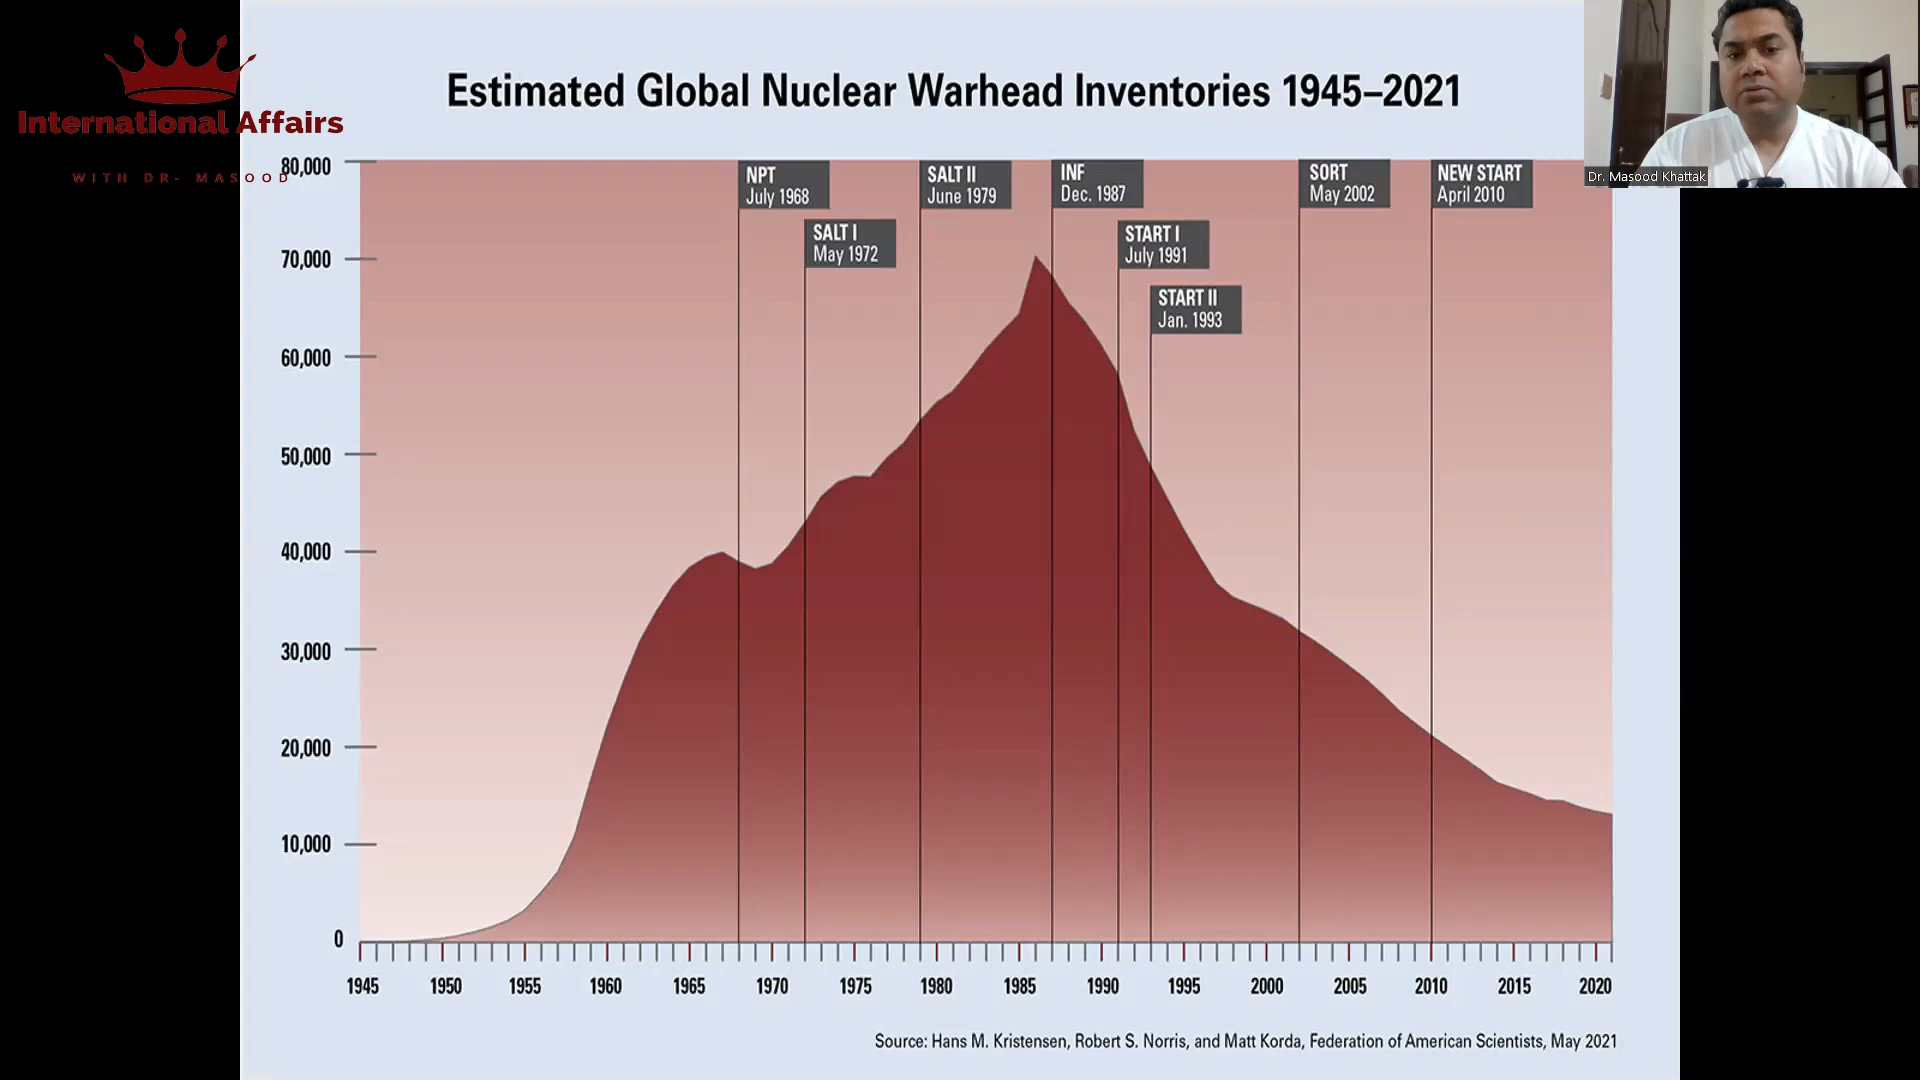 International Affairs
WITH DR- MASOOD
Estimated Global Nuclear Warhead Inventories 1945–2021
Dr. Masood Khattak
80,000
70,000
60,000
50,000
40,000
30,000
20,000
10,000
0
NPT
July 1968
SALT I
May 1972
SALT II
June 1979
INF
Dec. 1987
START I
July 1991
START II
Jan. 1993
SORT
May 2002
NEW START
April 2010
1945 1950 1955 1960 1965 1970 1975 1980 1985 1990 1995 2000 2005 2010 2015 2020
Source: Hans M. Kristensen, Robert S. Norris, and Matt Korda, Federation of American Scientists, May 2021